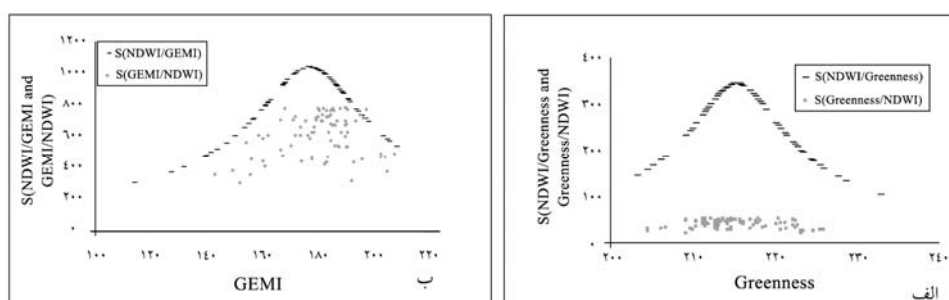 S(NDWI/GEMI and
GEMI/NDWI)
۱۲۰۰
۱۰۰۰
۸۰۰
۶۰۰
۴۰۰
۲۰۰
۰
S(NDWI/GEMI)
S(GEMI/NDWI)
۱۰۰ ۱۲۰ ۱۴۰ ۱۶۰ ۱۸۰ ۲۰۰ ۲۲۰
GEMI
ب
S(NDWI/Greenness and
Greenness/NDWI)
۴۰۰
۳۰۰
۲۰۰
۱۰۰
۰
S(NDWI/Greenness)
S(Greenness/NDWI)
۲۰۰ ۲۱۰ ۲۲۰ ۲۳۰ ۲۴۰
Greenness
الف